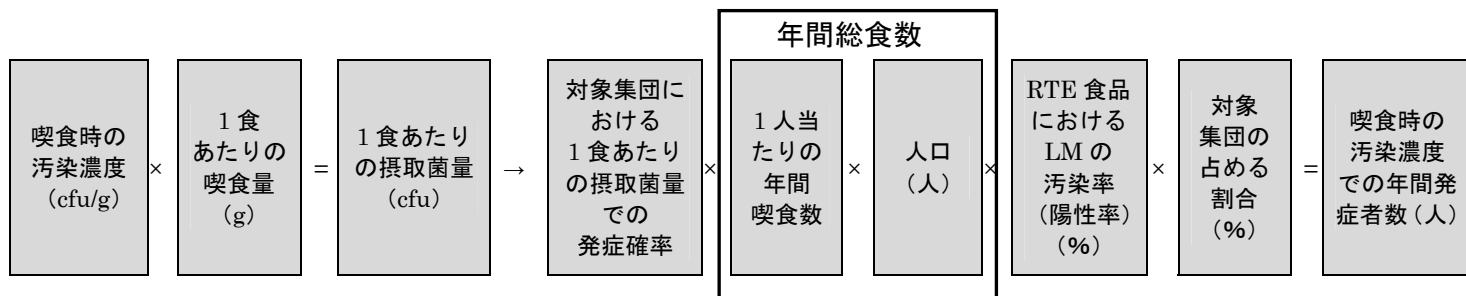 年間総食数
喫食時の
汚染濃度
（cfu/g）
×
1 食
あたりの
喫食量
（g）
=
1 食あたり
の摂取菌量
（cfu）
→
対象集団に
おける
1 食あたり
の摂取菌量
での
発症確率
×
1 人当
たりの
年間
喫食数
×
人口
（人）
×
RTE 食品
における
LM の
汚染率
（陽性率）
（%）
×
対象
集団の
占める
割合
（%）
=
喫食時の
汚染濃度
での年間発
症者数（人）